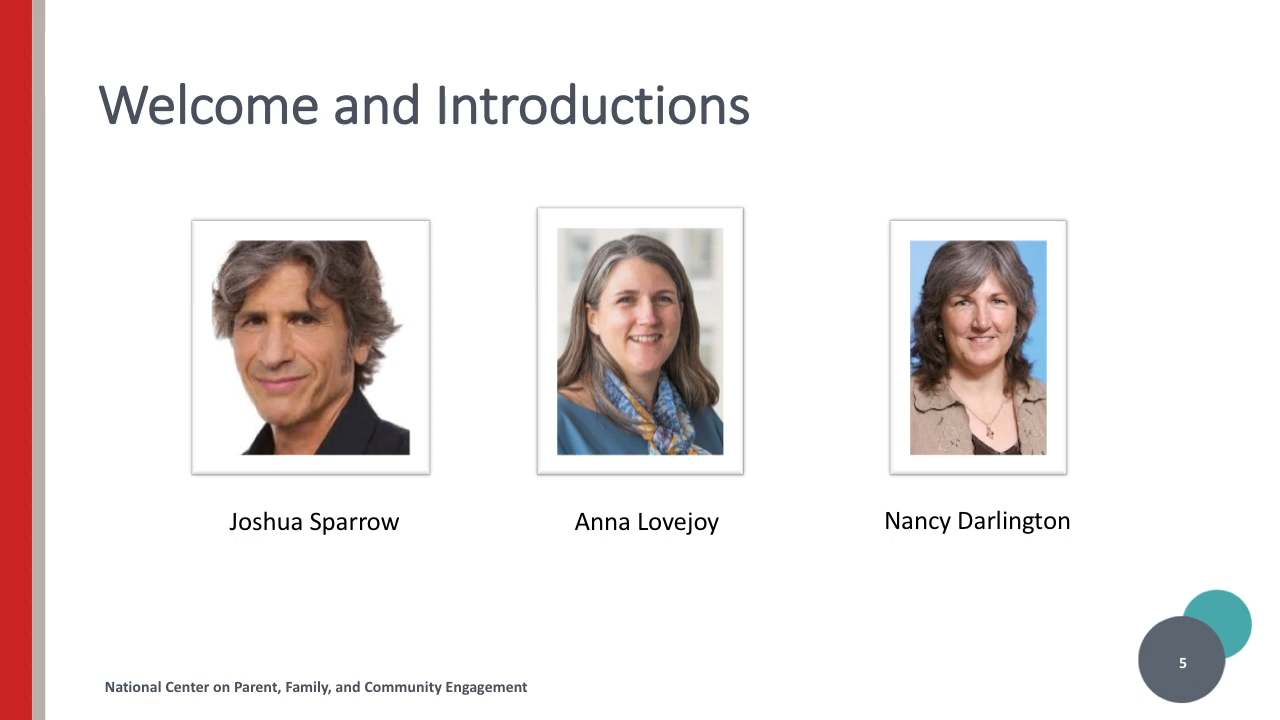 Welcome and Introductions
Joshua Sparrow
Anna Lovejoy
Nancy Darlington
National Center on Parent, Family, and Community Engagement
5